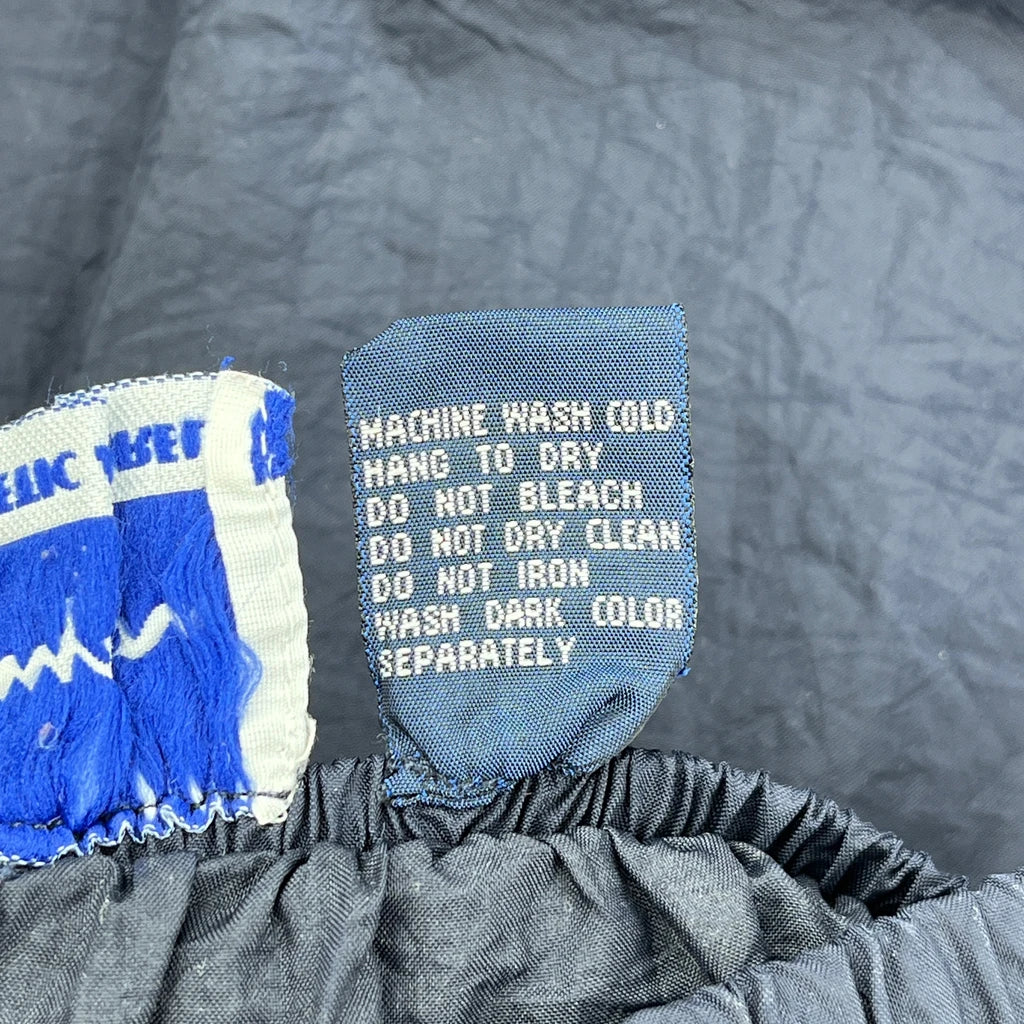 MACHINE WASH COLD
HANG TO DRY
DO NOT BLEACH
DO NOT DRY CLEAN
DO NOT IRON
WASH DARK COLOR
SEPARATELY